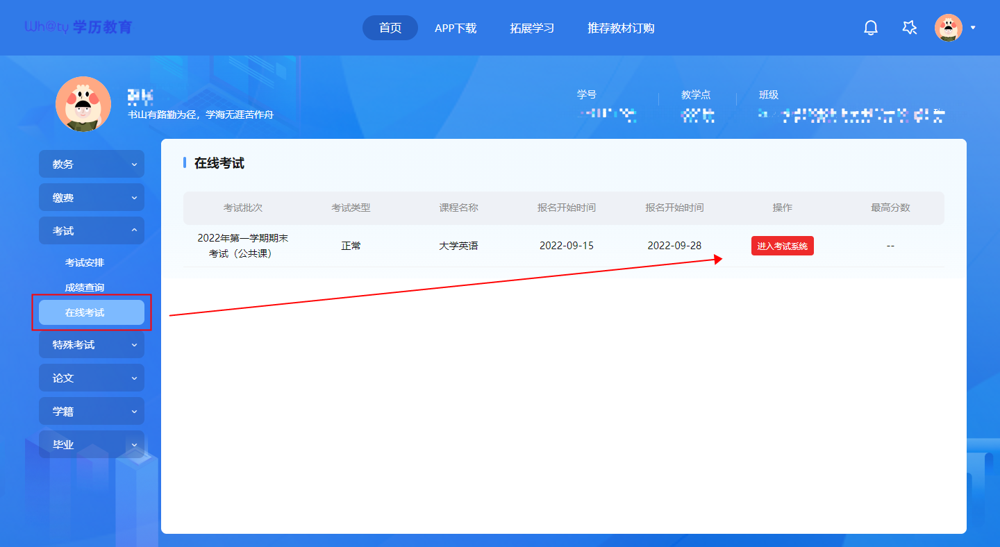 Wh@ty 学历教育
首页
APP下载
拓展学习
推荐教材订购
书山有路勤为径，学海无涯苦作舟
学号
教学点
班级
教务
缴费
考试
考试安排
成绩查询
在线考试
特殊考试
论文
学籍
毕业
在线考试
考试批次 考试类型 课程名称 报名开始时间 报名开始时间 操作 最高分数
2022年第一学期期末
考试（公共课）
正常 大学英语 2022-09-15 2022-09-28 进入考试系统 --